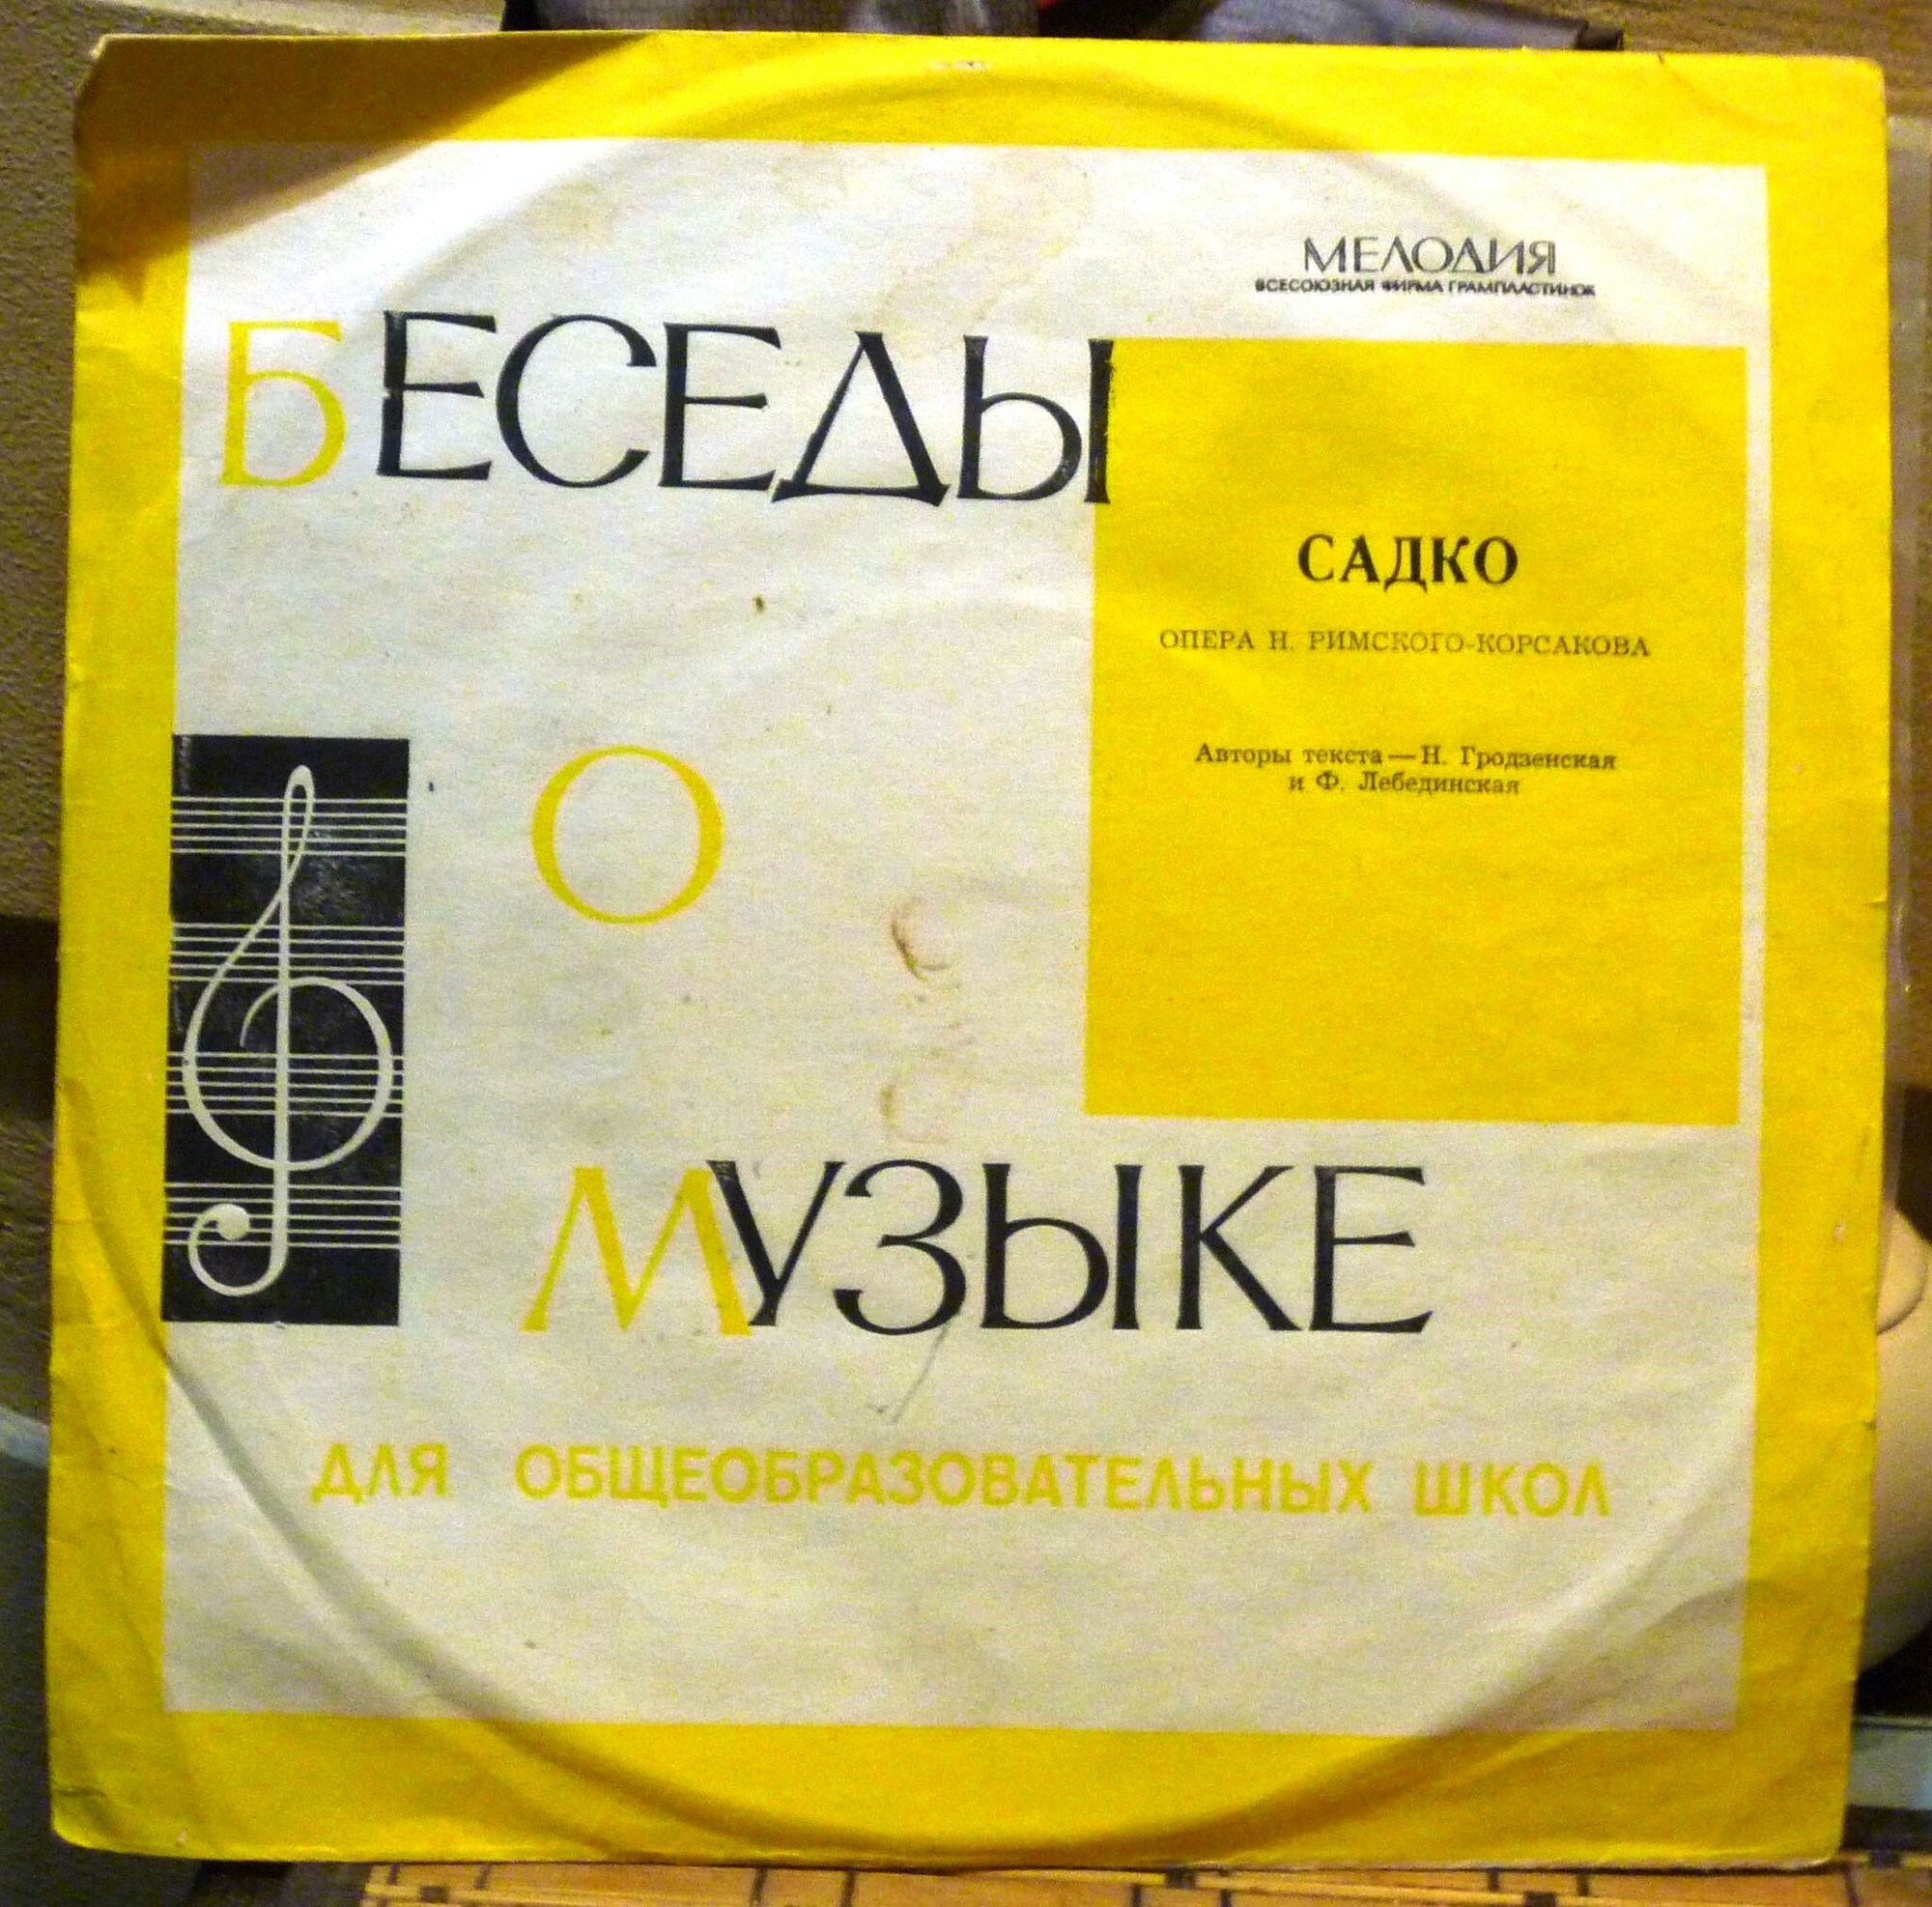 МЕЛОДИЯ
ВСЕСОЮЗНАЯ ФИРМА ГРАМПЛАСТИНОК
БЕСЕДЫ
О
МУЗЫКЕ
САДКО
ОПЕРА Н. РИМСКОГО-КОРСАКОВА
Авторы текста — Н. Гродзенская
и Ф. Лебединская
ДЛЯ ОБЩЕОБРАЗОВАТЕЛЬНЫХ ШКОЛ